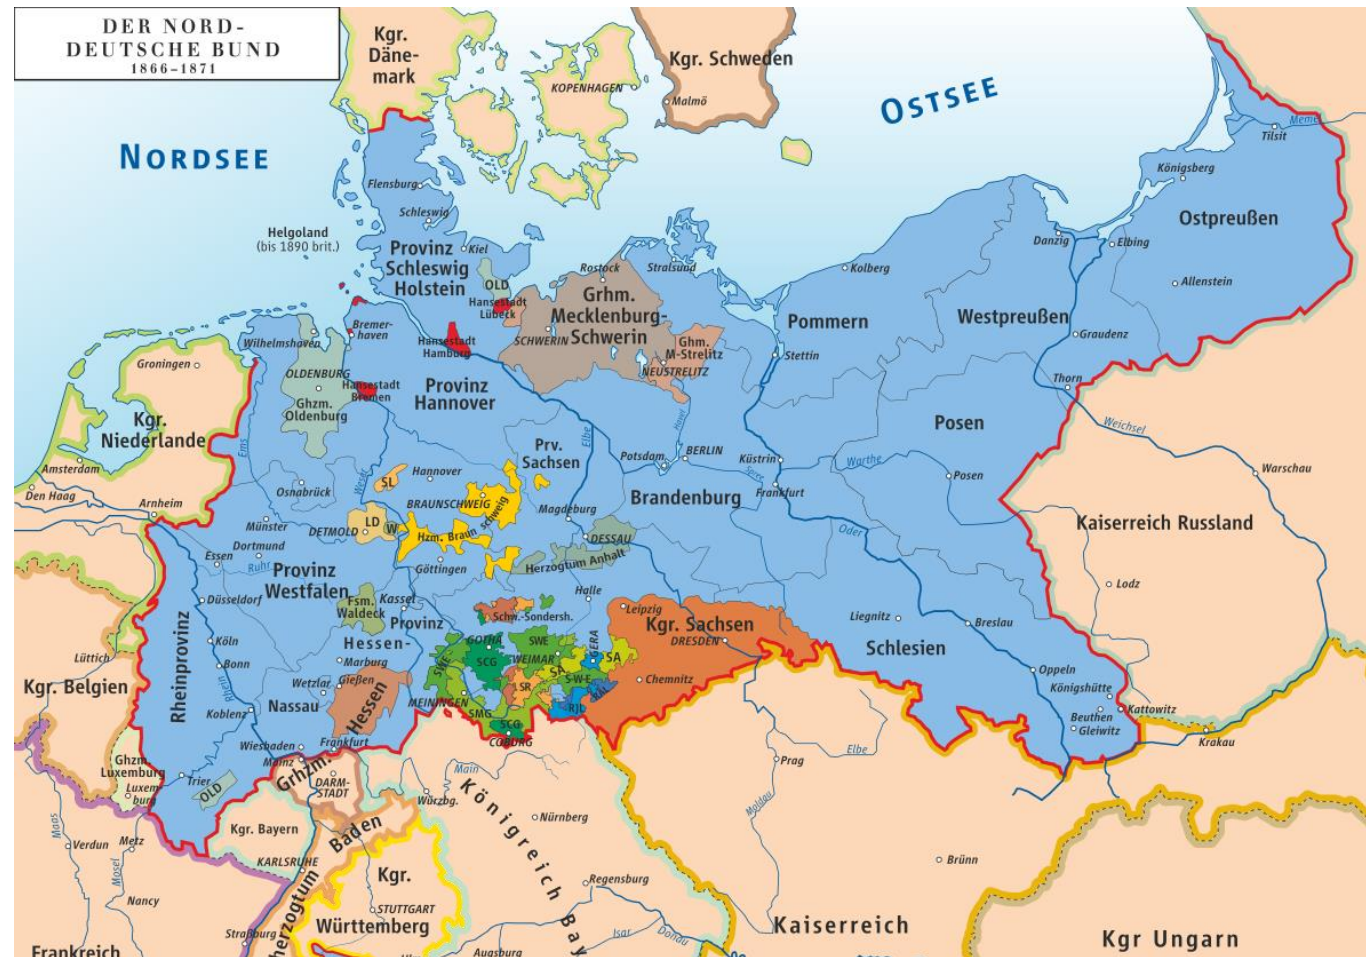 DER NORD-
DEUTSCHE BUND
1866–1871
Kgr.
Däne-
mark
KOPENHAGEN
Kgr. Schweden
Malmö
OSTSEE
NORDSEE
Memel
Tilsit
Königsberg
Ostpreußen
Flensburg
Schleswig
Helgoland
(bis 1890 brit.)
Provinz
Schleswig
Holstein
Kiel
Danzig
Elbing
Allenstein
OLD
Rostock
Stralsund
Kolberg
Hansestadt
Lübeck
Grhm.
Mecklenburg-
Schwerin
SCHWERIN
Pommern
Westpreußen
Graudenz
Bremer-
haven
Wilhelmshaven
Hansestadt
Hamburg
Ghm.
M-Strelitz
NEUSTRELITZ
Stettin
Groningen
OLDENBURG
Ghzm.
Oldenburg
Hansestadt
Bremen
Provinz
Hannover
Thorn
Weichsel
Kgr.
Niederlande
Ems
Weser
Elbe
Havel
Posen
Prv.
Sachsen
Potsdam
BERLIN
Küstrin
Spree
Warthe
Posen
Warschau
Amsterdam
Den Haag
Arnheim
Osnabrück
SL
Hannover
BRAUNSCHWEIG
Hzm. Braun
schweig
Magdeburg
Brandenburg
Frankfurt
Oder
Kaiserreich Russland
Münster
LD
W
DETMOLD
DESSAU
Herzogtum Anhalt
Göttingen
Essen
Dortmund
Ruhr
Provinz
Westfalen
Halle
Lodz
Düsseldorf
Fsm.
Waldeck
Kassel
Provinz
Hessen-
Schw.-Sondersh.
Leipzig
Kgr. Sachsen
DRESDEN
Liegnitz
Breslau
Schlesien
Rheinprovinz
Köln
Bonn
Rhein
Marburg
Gießen
Wetzlar
Nassau
Hessen
GOTHA
SCG
SWE
SWE
WEIMAR
SA
GERA
SA
S-W-E
SR
RÄL
RJL
Chemnitz
MEININGEN
SMG
SCG
COBURG
Lüttich
Kgr. Belgien
Koblenz
Oppeln
Königshütte
Kattowitz
Beuthen
Gleiwitz
Krakau
Wiesbaden
Frankfurt
Mainz
Grhzm.
DARM-
STADT
Ghzm.
Luxemburg
Luxem-
burg
Trier
OLD
Main
Würzbg.
Prag
Elbe
Moldau
Kgr. Bayern
Königreich Bay
Nürnberg
Maas
Verdun
Metz
Mosel
KARLSRUHE
Baden
herzogtum
Brünn
Kgr.
Württemberg
STUTTGART
Regensburg
Nancy
Straßburg
Isar
Donau
Augsburg
Kaiserreich
Kgr Ungarn
Frankreich